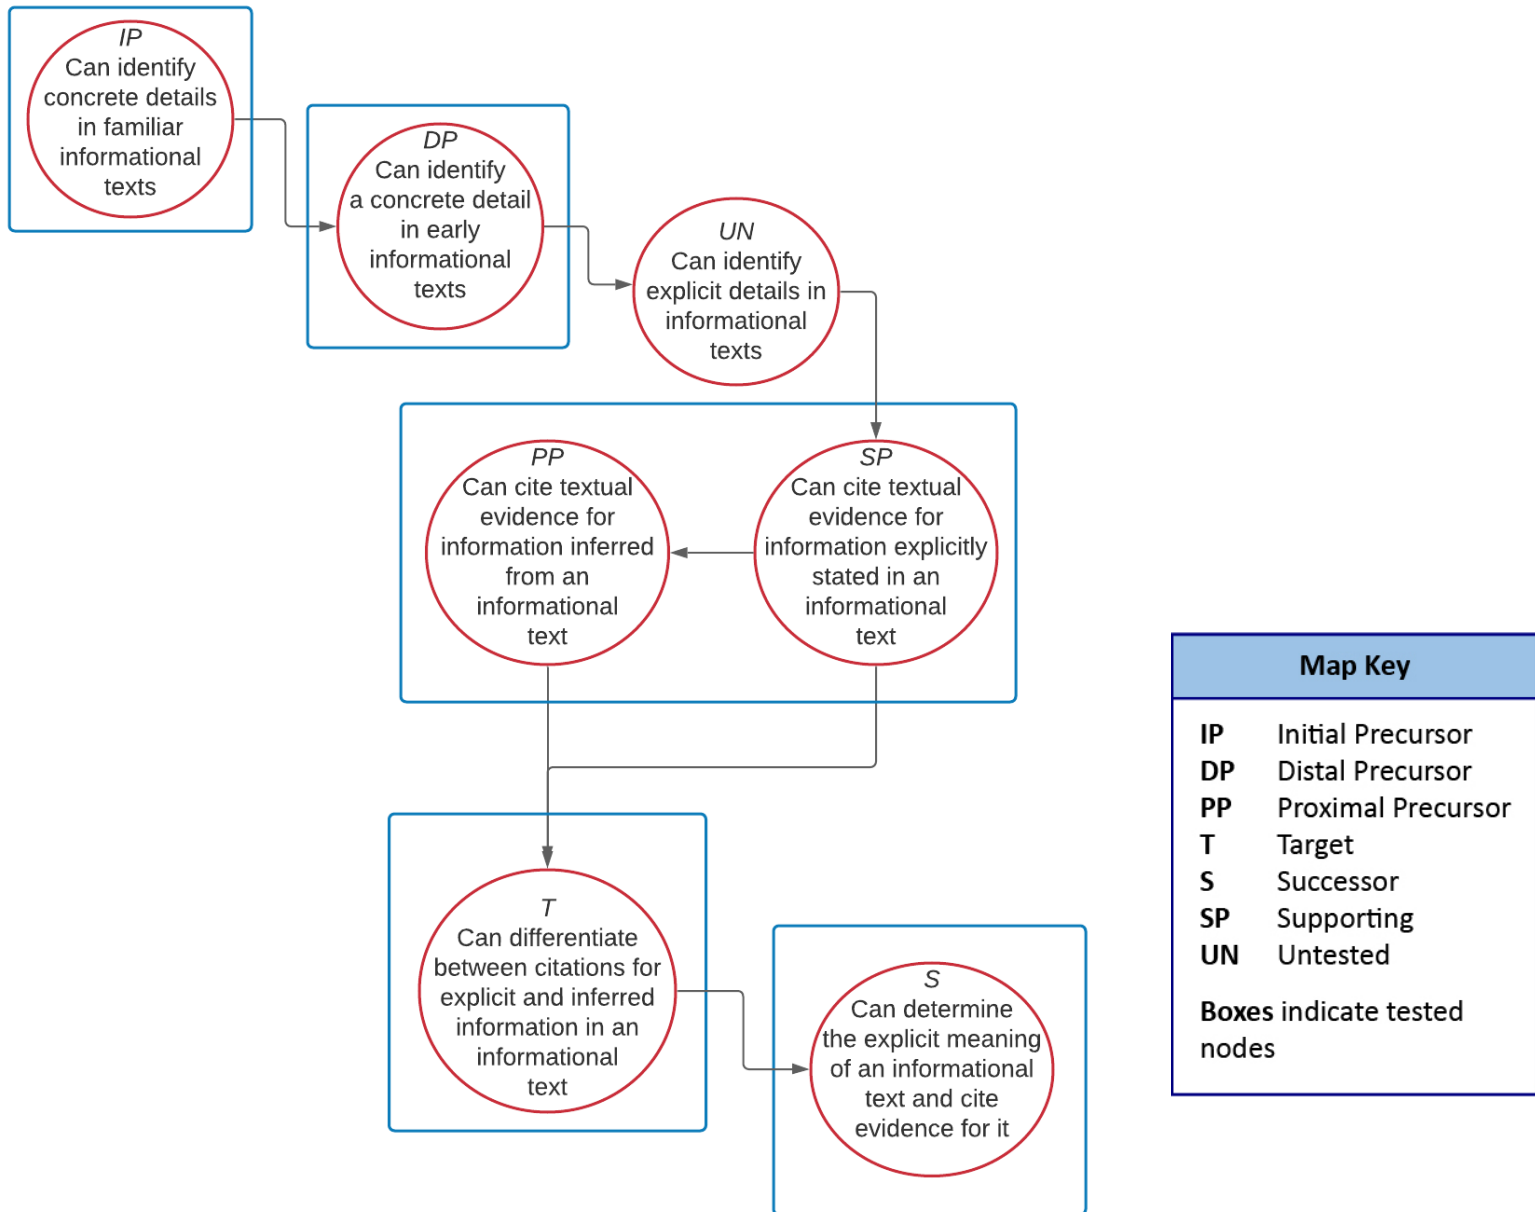 IP
Can identify
concrete details
in familiar
informational
texts
DP
Can identify
a concrete detail
in early
informational
texts
UN
Can identify
explicit details in
informational
texts
PP
Can cite textual
evidence for
information inferred
from an
informational
text
SP
Can cite textual
evidence for
information explicitly
stated in an
informational
text
T
Can differentiate
between citations for
explicit and inferred
information in an
informational
text
S
Can determine
the explicit meaning
of an informational
text and cite
evidence for it
Map Key
IP Initial Precursor
DP Distal Precursor
PP Proximal Precursor
T Target
S Successor
SP Supporting
UN Untested
Boxes indicate tested
nodes